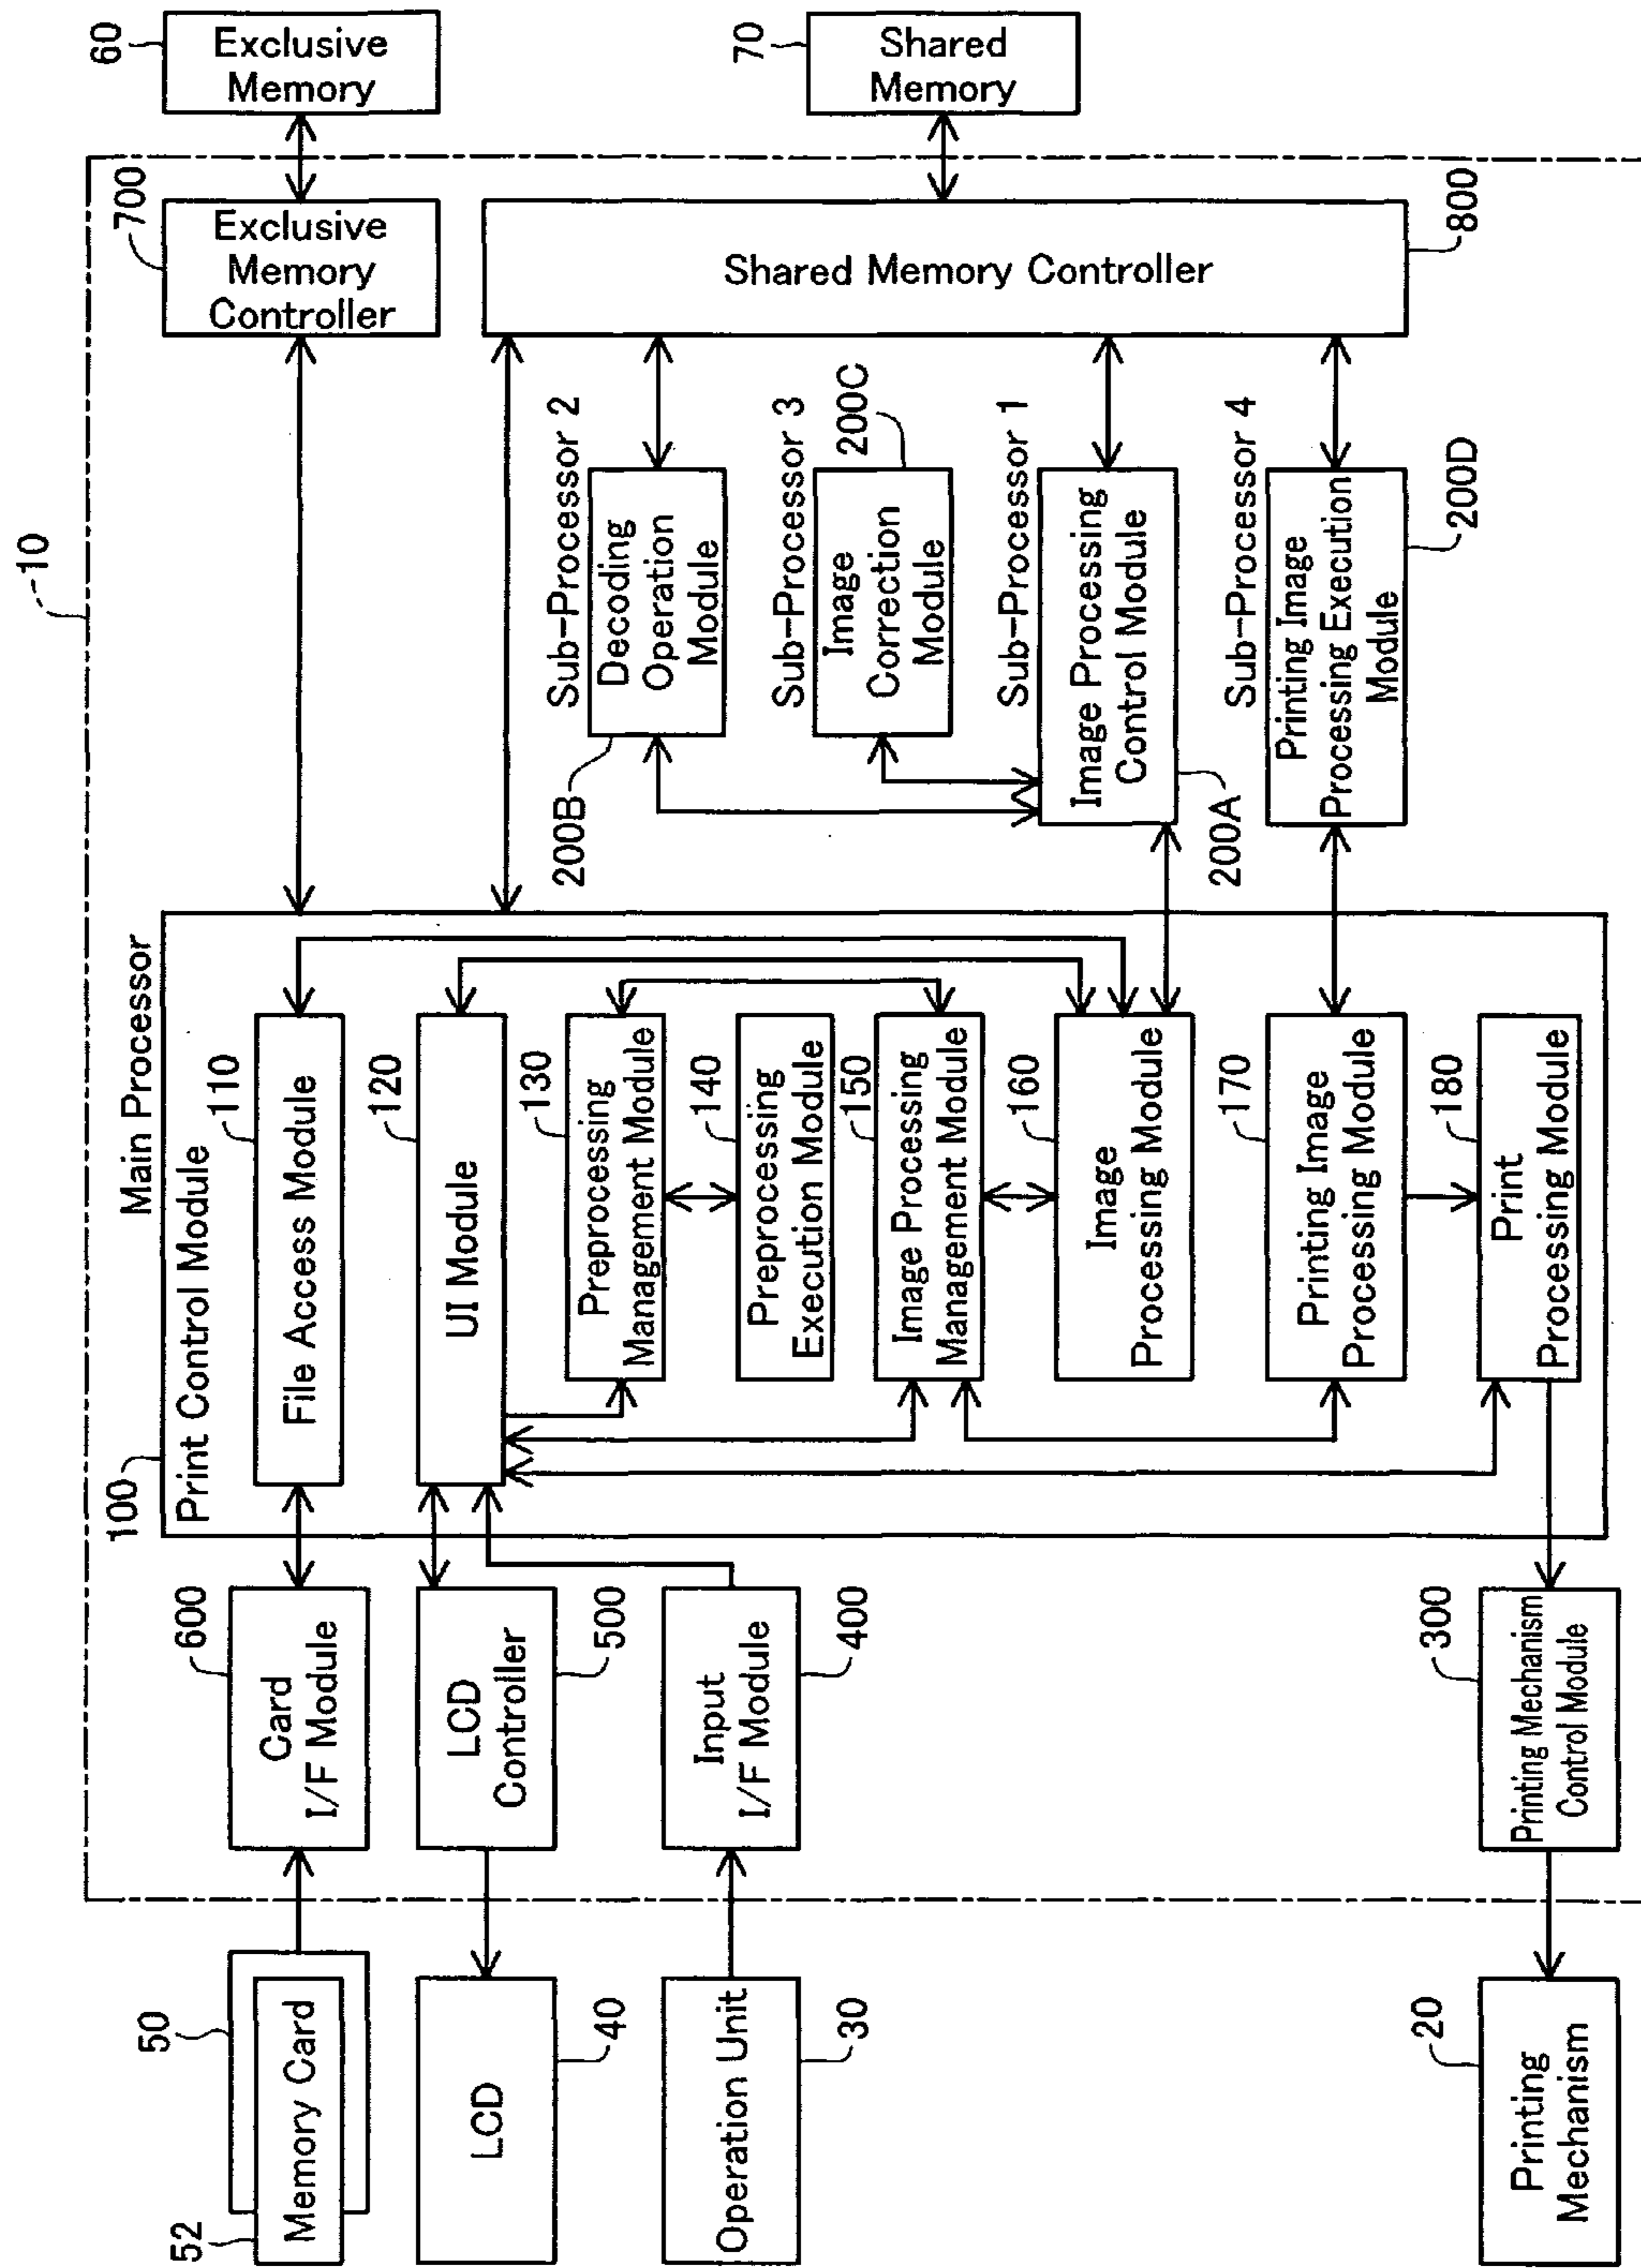 10
50
52
Memory Card
LCD
40
Operation Unit
30
20
Printing
Mechanism
600
Card
I/F Module
LCD
Controller
500
Input
I/F Module
400
300
Printing Mechanism
Control Module
Main Processor
100
Print Control Module
110
File Access Module
120
UI Module
130
Preprocessing
Management Module
140
Preprocessing
Execution Module
150
Image Processing
Management Module
160
Image
Processing Module
170
Printing Image
Processing Module
180
Print
Processing Module
Sub-Processor 2
Decoding
Operation
Module
200B
Sub-Processor 3
200C
Image
Correction
Module
Sub-Processor 1
Image Processing
Control Module
200A
Sub-Processor 4
Printing Image
Processing Execution
Module
200D
700
Exclusive
Memory
Controller
Shared Memory Controller
800
60
Exclusive
Memory
70
Shared
Memory